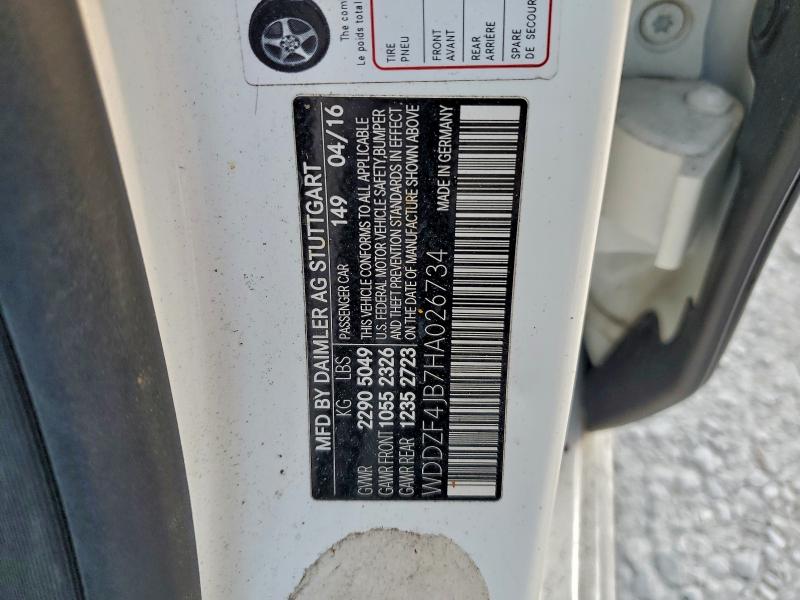 The com
Le poids total
TIRE
PNEU
FRONT
AVANT
REAR
ARRIÈRE
SPARE
DE SECOUR
MFD BY DAIMLER AG STUTTGART
149 04/16
KG LBS PASSENGER CAR
GVWR 2290 5049 THIS VEHICLE CONFORMS TO ALL APPLICABLE
GAWR FRONT 1055 2326 U.S. FEDERAL MOTOR VEHICLE SAFETY, BUMPER
AND THEFT PREVENTION STANDARDS IN EFFECT
GAWR REAR 1235 2723 ON THE DATE OF MANUFACTURE SHOWN ABOVE
WDDZF4JB7HA026734 MADE IN GERMANY